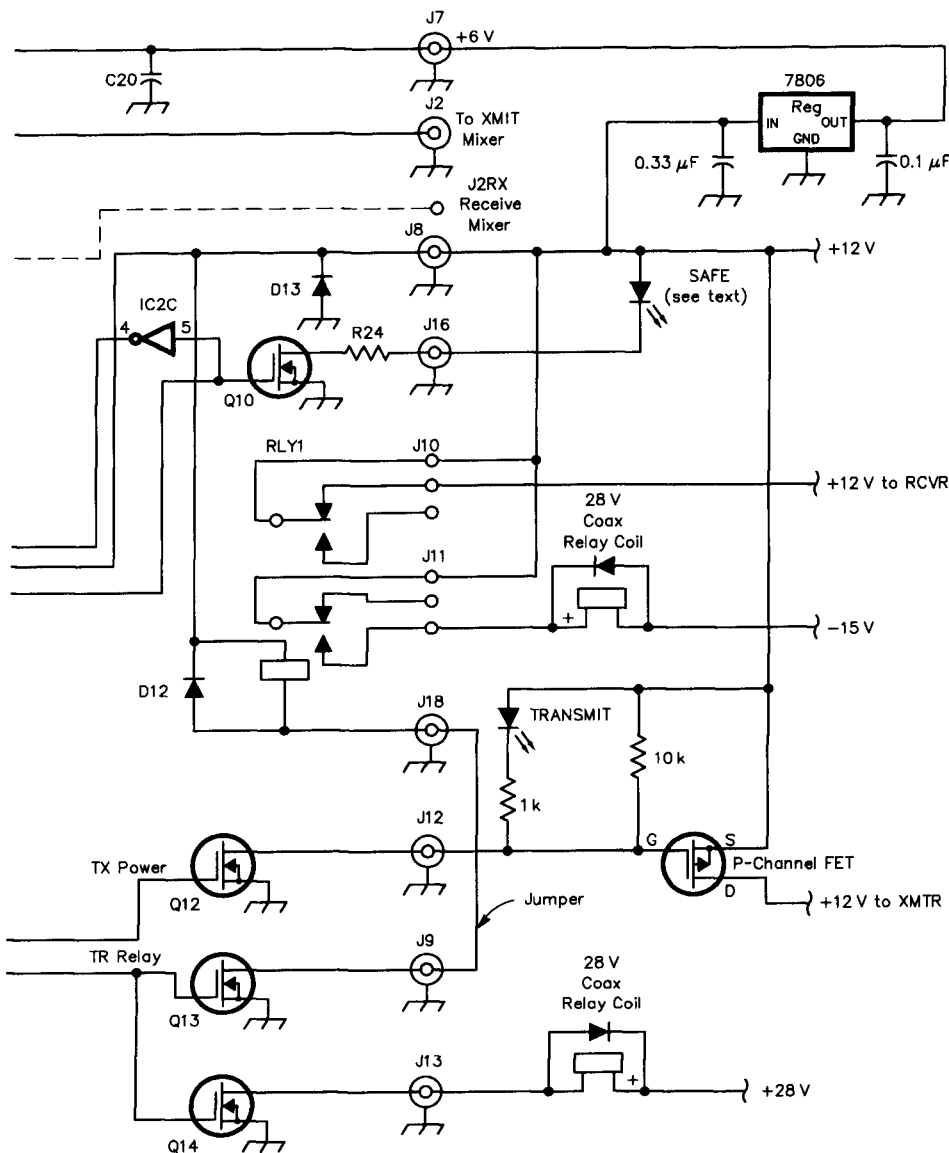 J7
+6 V
C20
7806
Reg
IN
OUT
GND
J2
To XMIT
Mixer
0.33 µF
0.1 µF
J2RX
Receive
Mixer
J8
+12 V
D13
SAFE
(see text)
IC2C
4
5
J16
R24
Q10
RLY1
J10
+12 V to RCVR
28 V
Coax
Relay Coil
J11
+
-15 V
D12
J18
TRANSMIT
10k
1k
J12
G
S
P-Channel FET
D
TX Power
+12 V to XMTR
Q12
Jumper
TR Relay
J9
28 V
Coax
Relay Coil
Q13
J13
+
+28 V
Q14